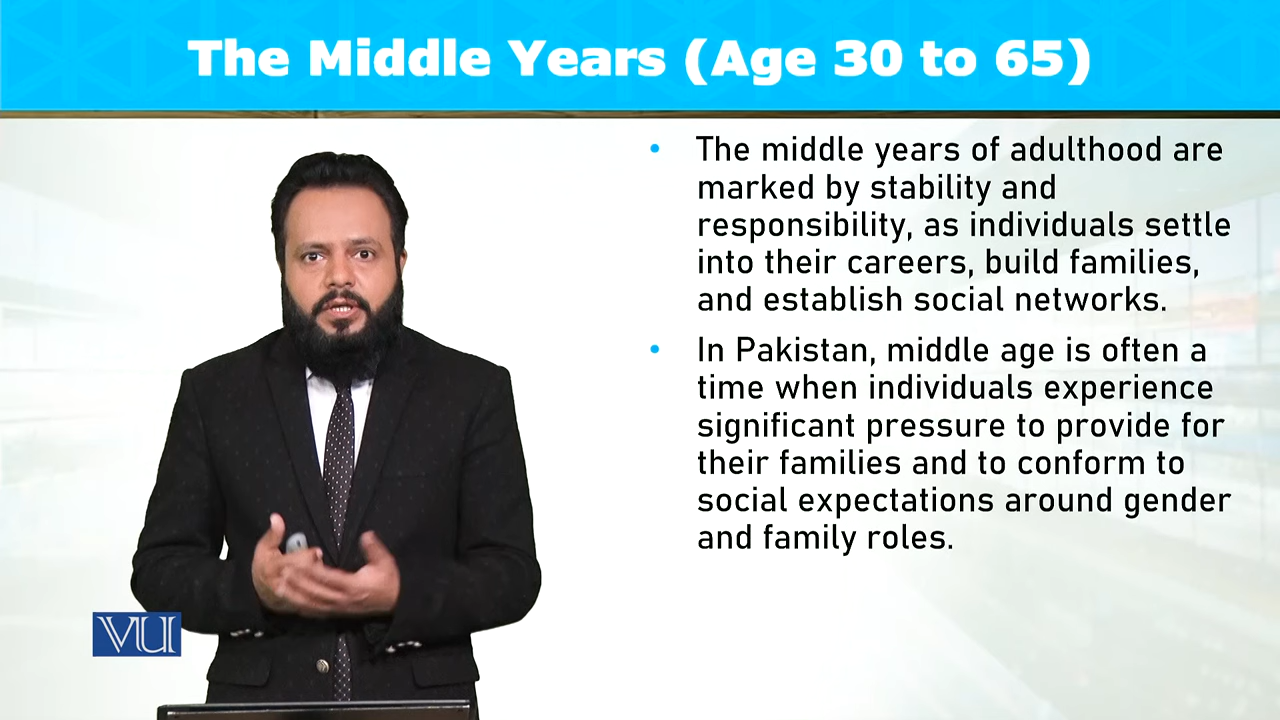 The Middle Years (Age 30 to 65)
• The middle years of adulthood are
marked by stability and
responsibility, as individuals settle
into their careers, build families,
and establish social networks.
• In Pakistan, middle age is often a
time when individuals experience
significant pressure to provide for
their families and to conform to
social expectations around gender
and family roles.
VU